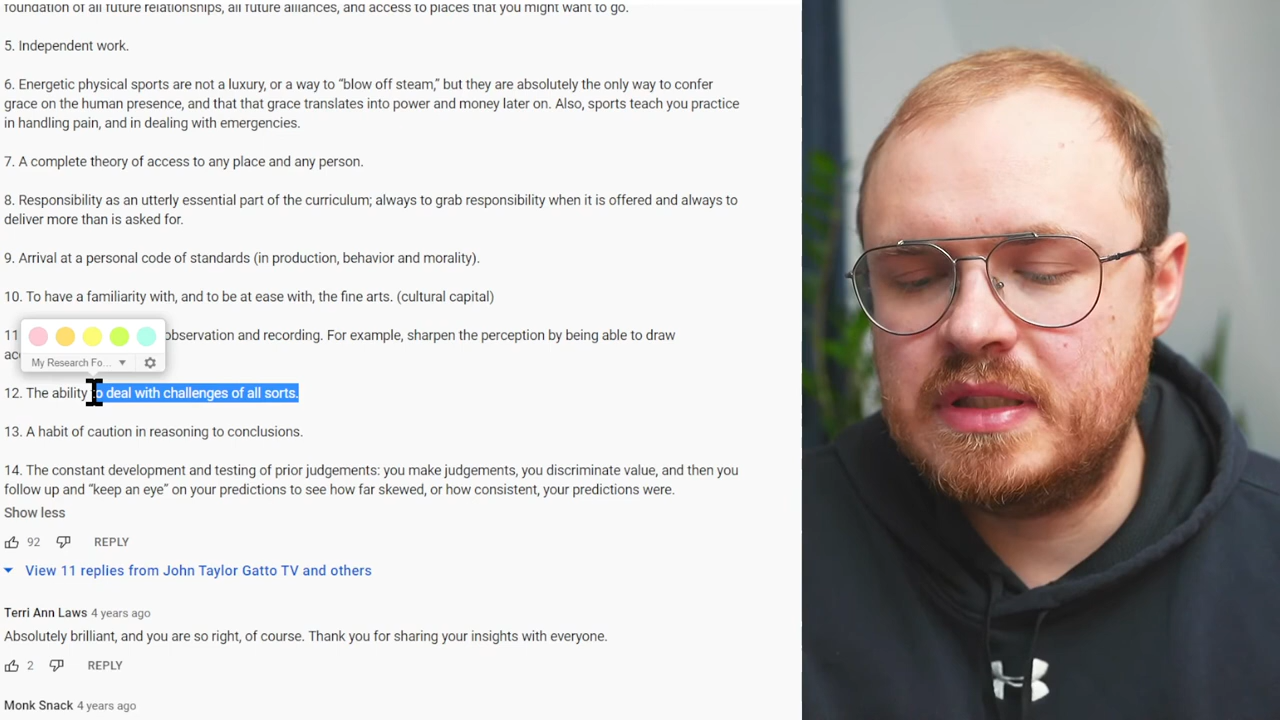 foundation of all future relationships, all future alliances, and access to places that you might want to go.
5. Independent work.
6. Energetic physical sports are not a luxury, or a way to “blow off steam,” but they are absolutely the only way to confer
grace on the human presence, and that that grace translates into power and money later on. Also, sports teach you practice
in handling pain, and in dealing with emergencies.
7. A complete theory of access to any place and any person.
8. Responsibility as an utterly essential part of the curriculum; always to grab responsibility when it is offered and always to
deliver more than is asked for.
9. Arrival at a personal code of standards (in production, behavior and morality).
10. To have a familiarity with, and to be at ease with, the fine arts. (cultural capital)
11 observation and recording. For example, sharpen the perception by being able to draw
My Research Fo...
12. The ability to deal with challenges of all sorts.
13. A habit of caution in reasoning to conclusions.
14. The constant development and testing of prior judgements: you make judgements, you discriminate value, and then you
follow up and “keep an eye” on your predictions to see how far skewed, or how consistent, your predictions were.
Show less
92 REPLY
View 11 replies from John Taylor Gatto TV and others
Terri Ann Laws 4 years ago
Absolutely brilliant, and you are so right, of course. Thank you for sharing your insights with everyone.
2 REPLY
Monk Snack 4 years ago